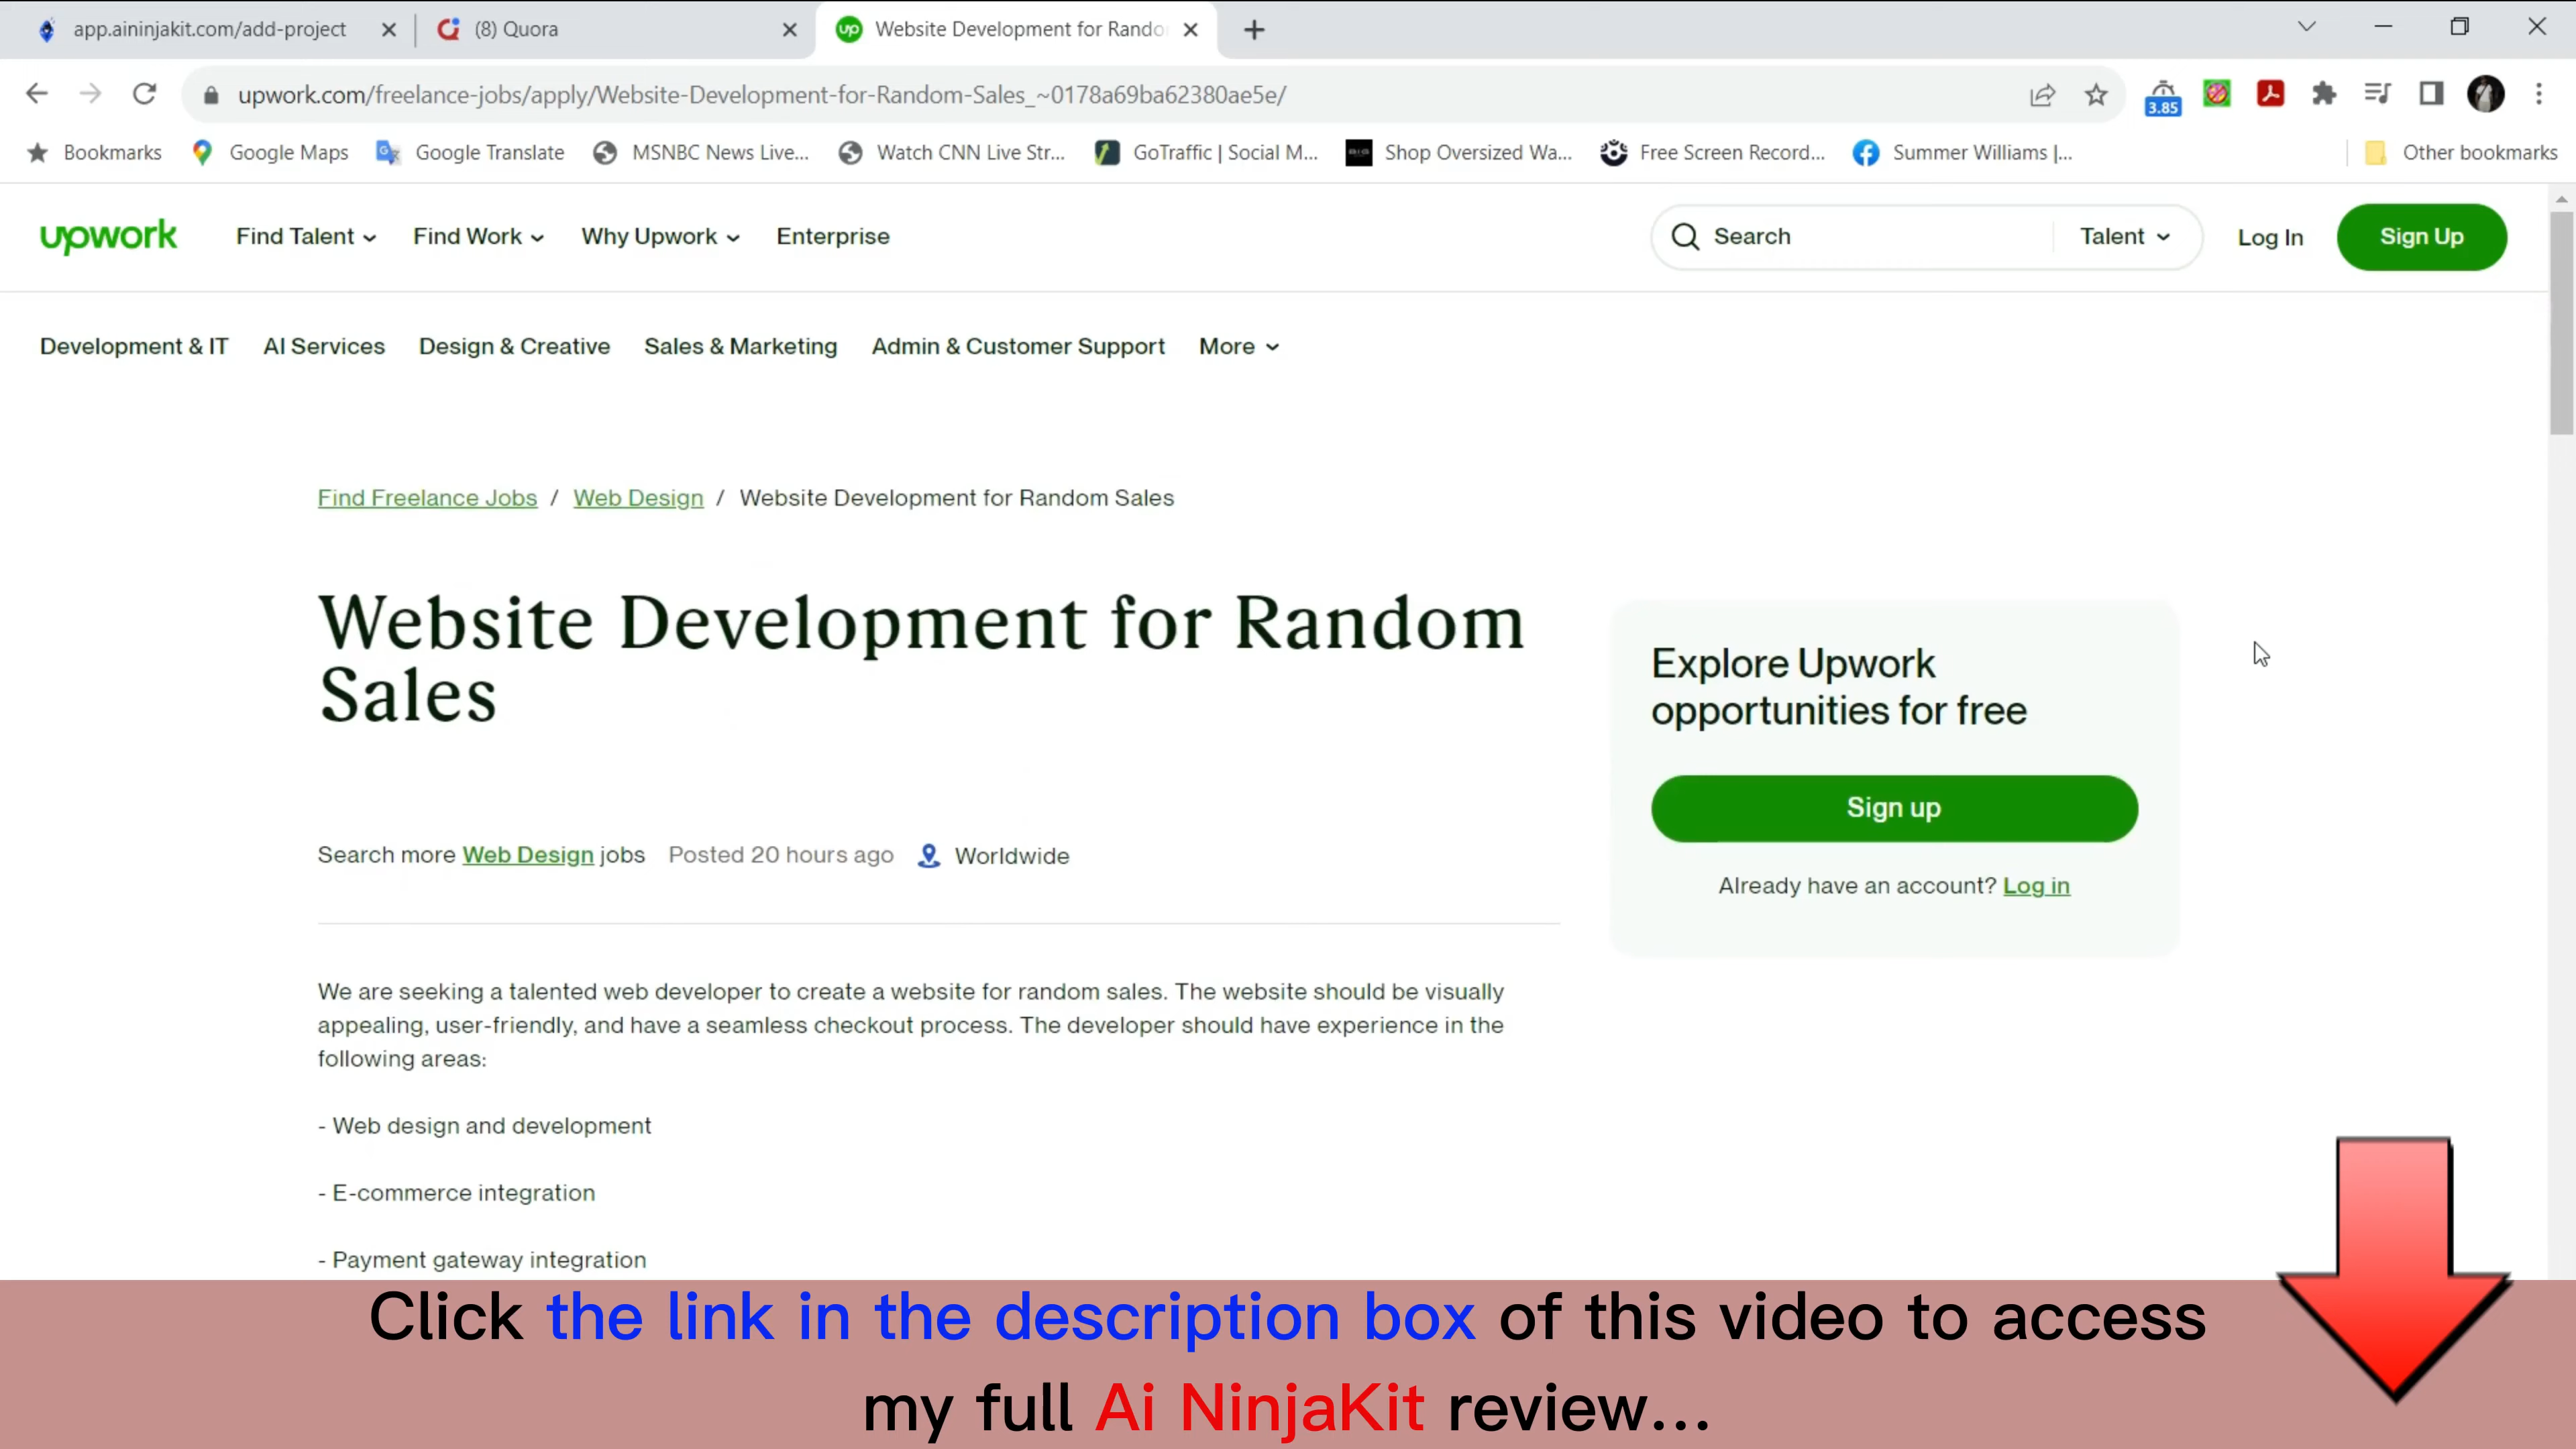 app.aininjakit.com/add-project
(8) Quora
Website Development for Rando
upwork.com/freelance-jobs/apply/Website-Development-for-Random-Sales_~0178a69ba62380ae5e/
3.85
Bookmarks
Google Maps
Google Translate
MSNBC News Live...
Watch CNN Live Str...
GoTraffic | Social M...
Shop Oversized Wa...
Free Screen Record...
Summer Williams |...
Other bookmarks
upwork
Find Talent
Find Work
Why Upwork
Enterprise
Search
Talent
Log In
Sign Up
Development & IT
AI Services
Design & Creative
Sales & Marketing
Admin & Customer Support
More
Find Freelance Jobs / Web Design / Website Development for Random Sales
Website Development for Random
Sales
Search more Web Design jobs
Posted 20 hours ago
Worldwide
Explore Upwork
opportunities for free
Sign up
Already have an account? Log in
We are seeking a talented web developer to create a website for random sales. The website should be visually
appealing, user-friendly, and have a seamless checkout process. The developer should have experience in the
following areas:
- Web design and development
- E-commerce integration
- Payment gateway integration
Click the link in the description box of this video to access
my full Ai NinjaKit review...